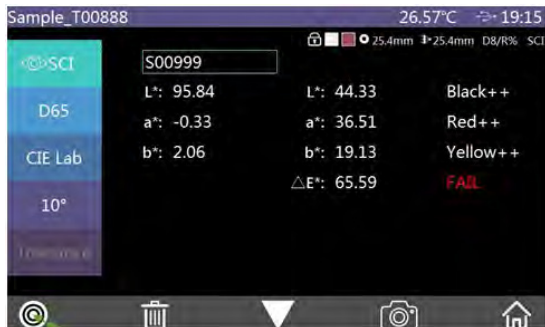 Sample_T00888 26.57°C 19:15
25.4mm 25.4mm D8/R% SCI
SCI S00999
L*: 95.84 L*: 44.33 Black++
D65
a*: -0.33 a*: 36.51 Red++
CIE Lab b*: 2.06 b*: 19.13 Yellow++
△E*: 65.59 FAIL
10°
Tolerance